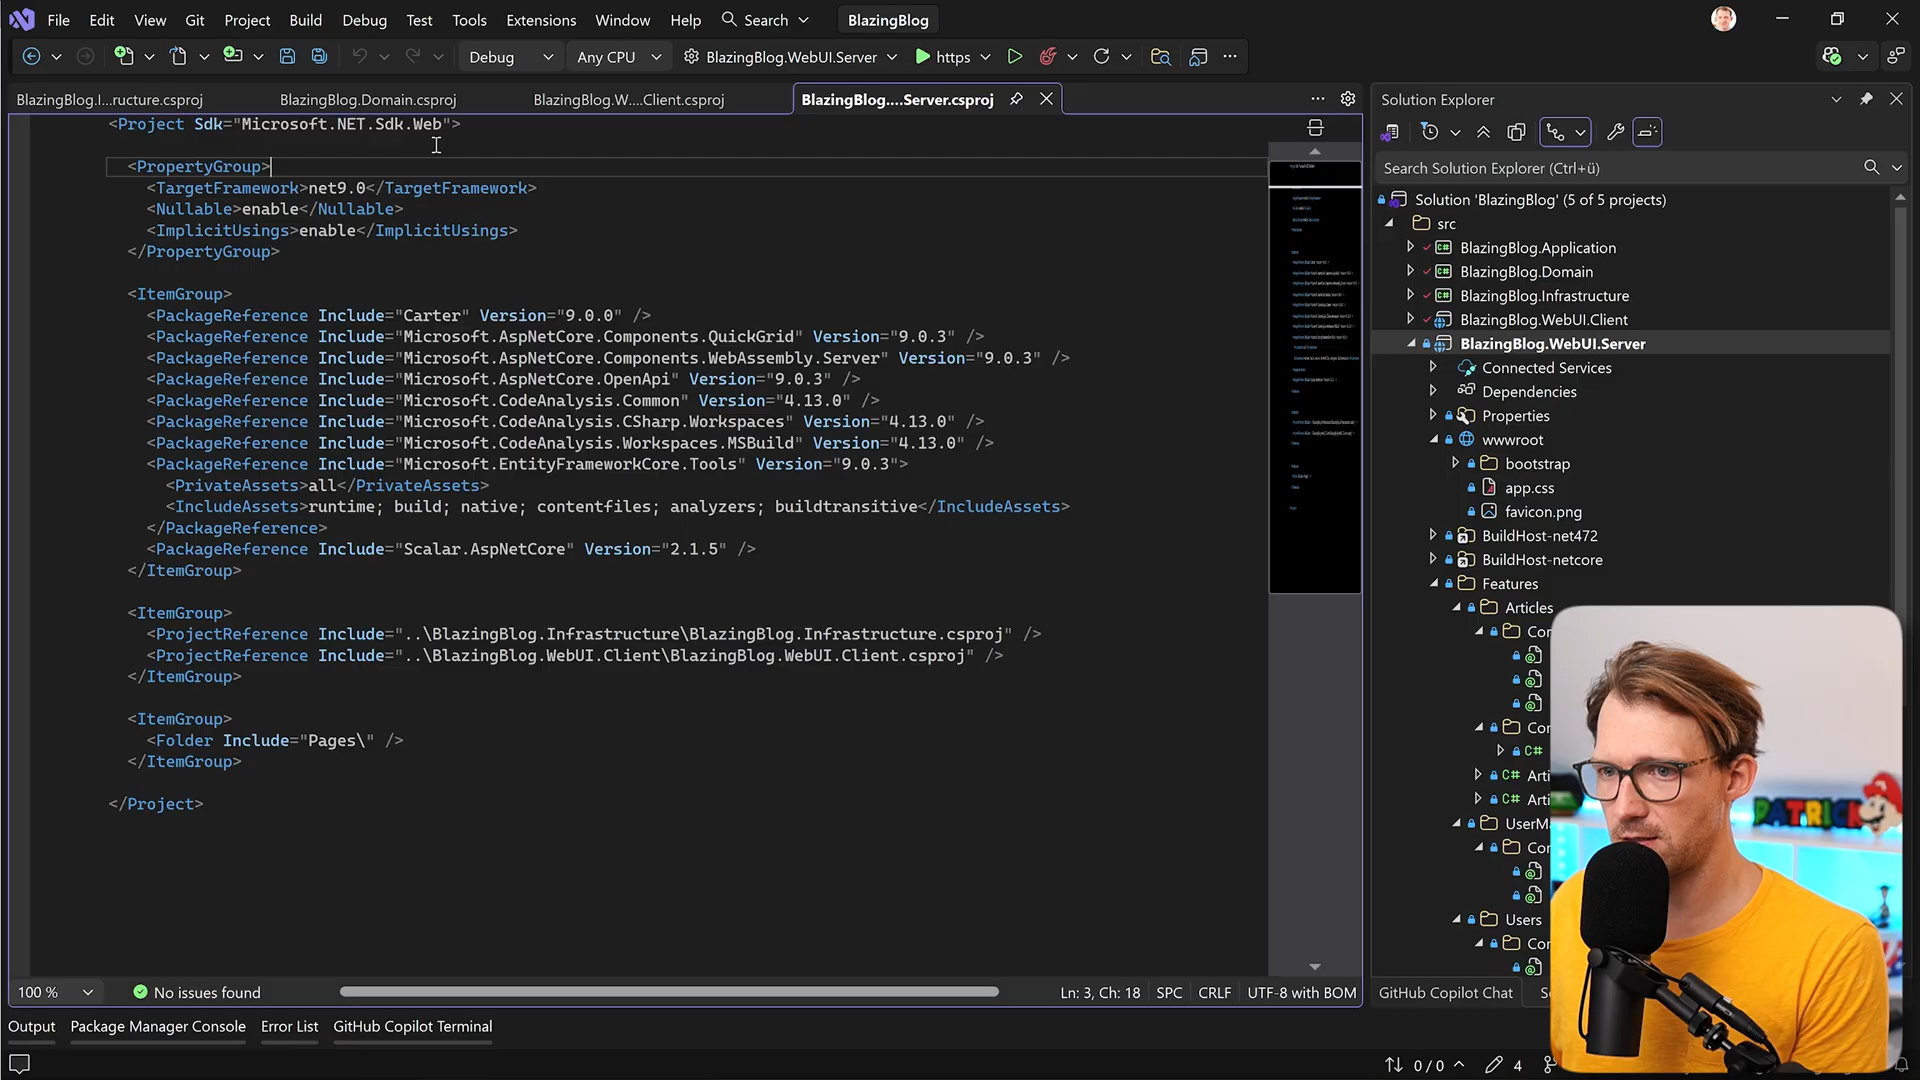 File Edit View Git Project Build Debug Test Tools Extensions Window Help Search BlazingBlog
Debug Any CPU BlazingBlog.WebUI.Server https
BlazingBlog.I...ructure.csproj BlazingBlog.Domain.csproj BlazingBlog.W....Client.csproj BlazingBlog....Server.csproj
<Project Sdk="Microsoft.NET.Sdk.Web">
<PropertyGroup>
<TargetFramework>net9.0</TargetFramework>
<Nullable>enable</Nullable>
<ImplicitUsings>enable</ImplicitUsings>
</PropertyGroup>
<ItemGroup>
<PackageReference Include="Carter" Version="9.0.0" />
<PackageReference Include="Microsoft.AspNetCore.Components.QuickGrid" Version="9.0.3" />
<PackageReference Include="Microsoft.AspNetCore.Components.WebAssembly.Server" Version="9.0.3" />
<PackageReference Include="Microsoft.AspNetCore.OpenApi" Version="9.0.3" />
<PackageReference Include="Microsoft.CodeAnalysis.Common" Version="4.13.0" />
<PackageReference Include="Microsoft.CodeAnalysis.CSharp.Workspaces" Version="4.13.0" />
<PackageReference Include="Microsoft.CodeAnalysis.Workspaces.MSBuild" Version="4.13.0" />
<PackageReference Include="Microsoft.EntityFrameworkCore.Tools" Version="9.0.3">
<PrivateAssets>all</PrivateAssets>
<IncludeAssets>runtime; build; native; contentfiles; analyzers; buildtransitive</IncludeAssets>
</PackageReference>
<PackageReference Include="Scalar.AspNetCore" Version="2.1.5" />
</ItemGroup>
<ItemGroup>
<ProjectReference Include="..\BlazingBlog.Infrastructure\BlazingBlog.Infrastructure.csproj" />
<ProjectReference Include="..\BlazingBlog.WebUI.Client\BlazingBlog.WebUI.Client.csproj" />
</ItemGroup>
<ItemGroup>
<Folder Include="Pages\" />
</ItemGroup>
</Project>
100 % No issues found Ln: 3, Ch: 18 SPC CRLF UTF-8 with BOM
Solution Explorer
Search Solution Explorer (Ctrl+ü)
Solution 'BlazingBlog' (5 of 5 projects)
src
C# BlazingBlog.Application
C# BlazingBlog.Domain
C# BlazingBlog.Infrastructure
BlazingBlog.WebUI.Client
BlazingBlog.WebUI.Server
Connected Services
Dependencies
Properties
wwwroot
bootstrap
app.css
favicon.png
BuildHost-net472
BuildHost-netcore
Features
Articles
Con
Con
C#
C# Arti
C# Arti
UserMa
Con
Users
Con
PATRICK
GitHub Copilot Chat
Output Package Manager Console Error List GitHub Copilot Terminal
0 / 0 4